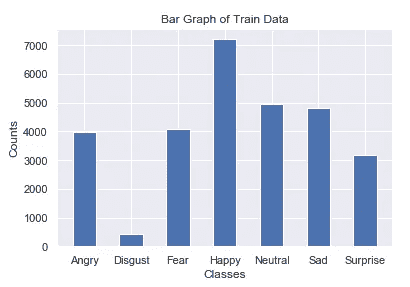 Bar Graph of Train Data
Counts
7000
6000
5000
4000
3000
2000
1000
0
Angry Disgust Fear Happy Neutral Sad Surprise
Classes